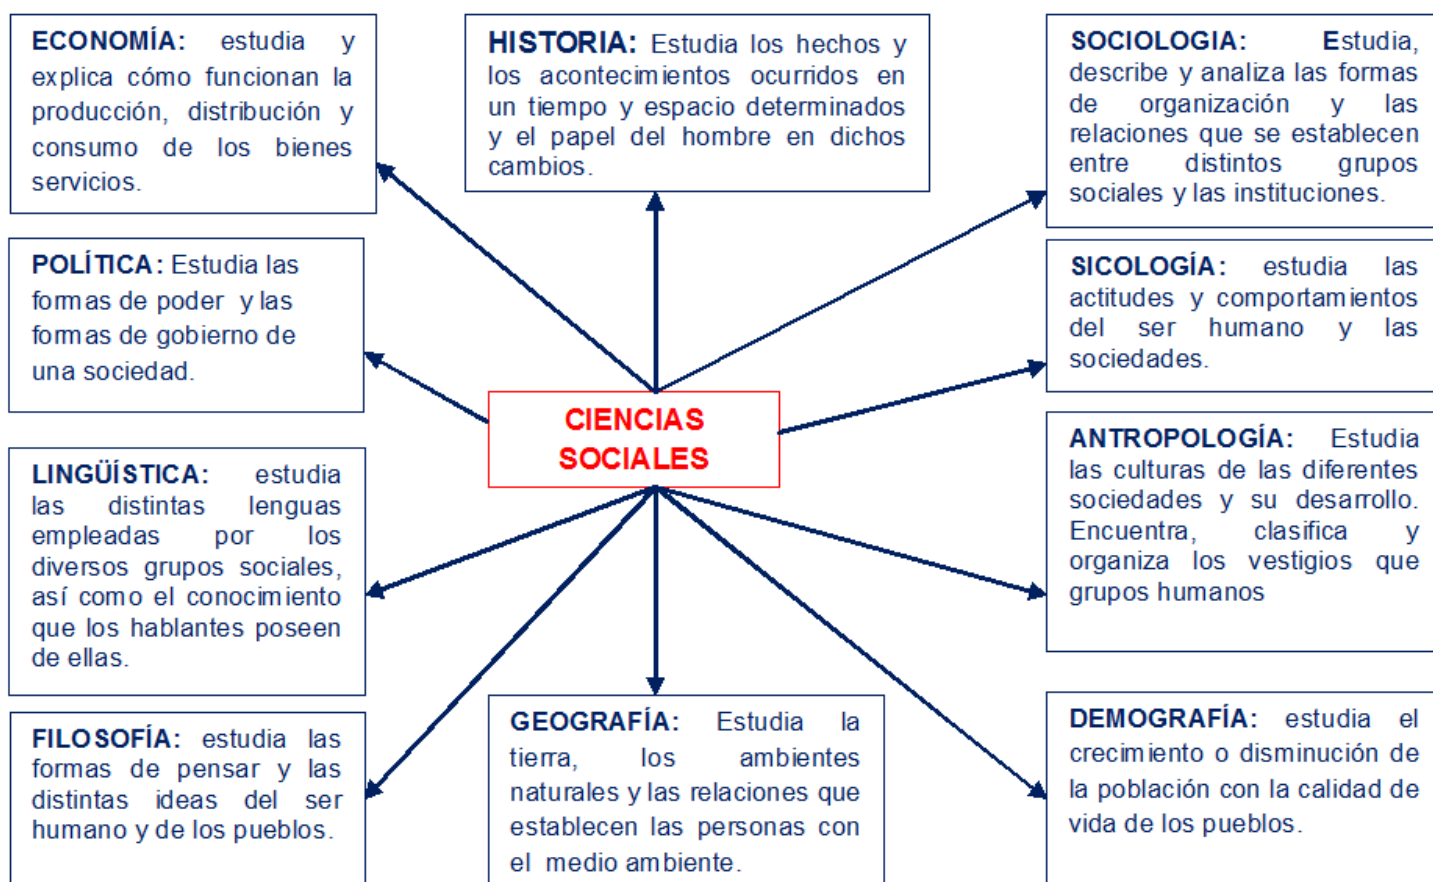 ECONOMÍA: estudia y
explica cómo funcionan la
producción, distribución y
consumo de los bienes
servicios.
HISTORIA: Estudia los hechos y
los acontecimientos ocurridos en
un tiempo y espacio determinados
y el papel del hombre en dichos
cambios.
SOCIOLOGIA: Estudia,
describe y analiza las formas
de organización y las
relaciones que se establecen
entre distintos grupos
sociales y las instituciones.
POLÍTICA: Estudia las
formas de poder y las
formas de gobierno de
una sociedad.
SICOLOGÍA: estudia las
actitudes y comportamientos
del ser humano y las
sociedades.
CIENCIAS
SOCIALES
LINGÜÍSTICA: estudia
las distintas lenguas
empleadas por los
diversos grupos sociales,
así como el conocimiento
que los hablantes poseen
de ellas.
ANTROPOLOGÍA: Estudia
las culturas de las diferentes
sociedades y su desarrollo.
Encuentra, clasifica y
organiza los vestigios que
grupos humanos
FILOSOFÍA: estudia las
formas de pensar y las
distintas ideas del ser
humano y de los pueblos.
GEOGRAFÍA: Estudia la
tierra, los ambientes
naturales y las relaciones que
establecen las personas con
el medio ambiente.
DEMOGRAFÍA: estudia el
crecimiento o disminución de
la población con la calidad de
vida de los pueblos.